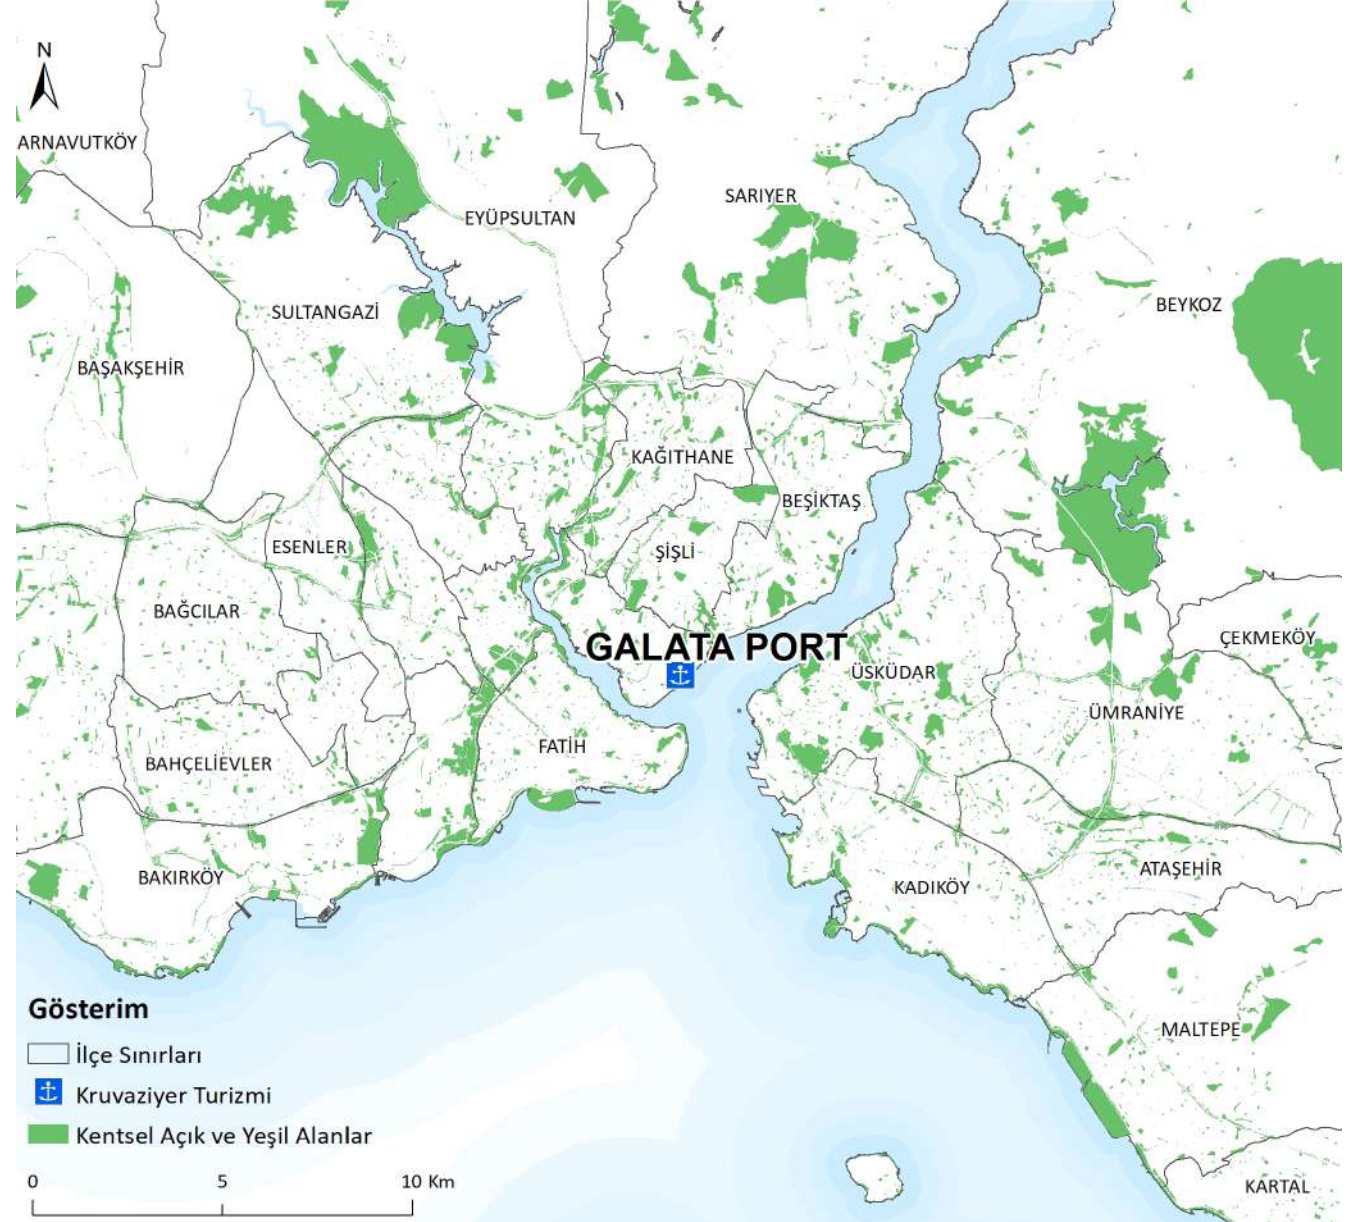 N
ARNAVUTKÖY
SARIYER
EYÜPSULTAN
BEYKOZ
SULTANGAZİ
BAŞAKŞEHİR
KAĞITHANE
BEŞİKTAŞ
ESENLER
ŞİŞLİ
BAĞCILAR
ÇEKMEKÖY
GALATA PORT
ÜSKÜDAR
ÜMRANİYE
FATİH
BAHÇELİEVLER
ATAŞEHİR
BAKIRKÖY
KADIKÖY
Gösterim
MALTEPE
İlçe Sınırları
Kruvaziyer Turizmi
Kentsel Açık ve Yeşil Alanlar
0 5 10 Km
KARTAL